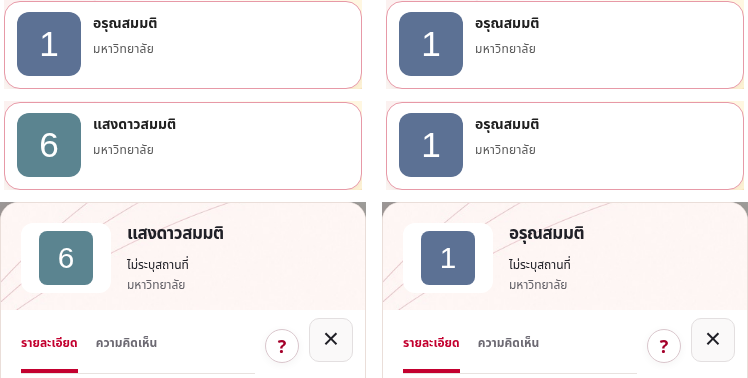 1
อรุณสมมติ
มหาวิทยาลัย
1
อรุณสมมติ
มหาวิทยาลัย
6
แสงดาวสมมติ
มหาวิทยาลัย
1
อรุณสมมติ
มหาวิทยาลัย
6
แสงดาวสมมติ
ไม่ระบุสถานที่
มหาวิทยาลัย
รายละเอียด ความคิดเห็น ? ✕
1
อรุณสมมติ
ไม่ระบุสถานที่
มหาวิทยาลัย
รายละเอียด ความคิดเห็น ? ✕